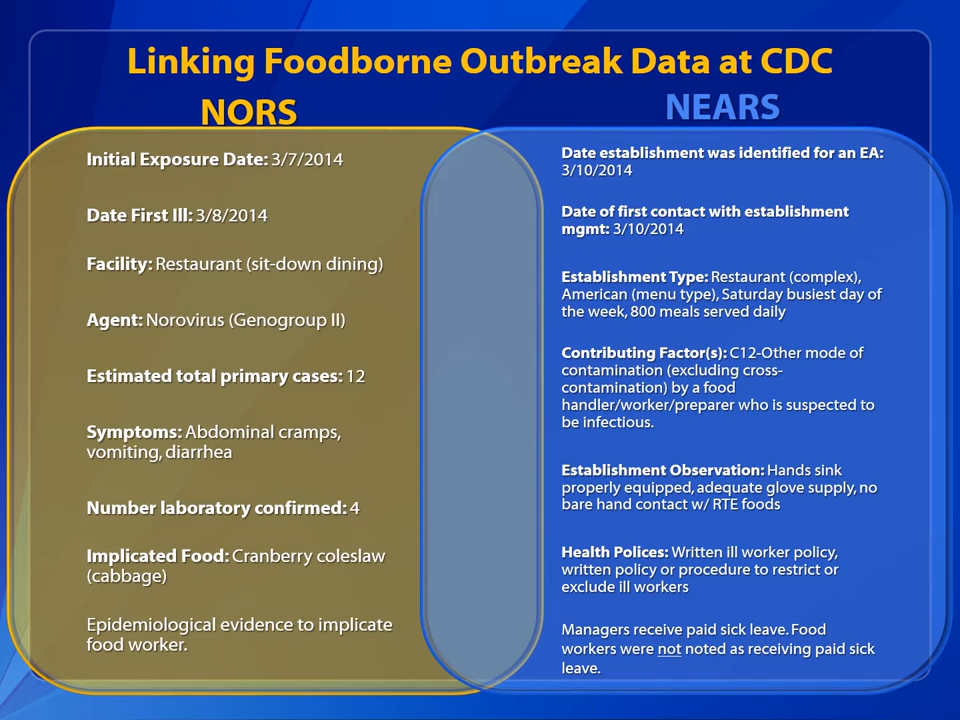 Linking Foodborne Outbreak Data at CDC
NORS
Initial Exposure Date: 3/7/2014
Date First Ill: 3/8/2014
Facility: Restaurant (sit-down dining)
Agent: Norovirus (Genogroup II)
Estimated total primary cases: 12
Symptoms: Abdominal cramps,
vomiting, diarrhea
Number laboratory confirmed: 4
Implicated Food: Cranberry coleslaw
(cabbage)
Epidemiological evidence to implicate
food worker.
NEARS
Date establishment was identified for an EA:
3/10/2014
Date of first contact with establishment
mgmt: 3/10/2014
Establishment Type: Restaurant (complex),
American (menu type), Saturday busiest day of
the week, 800 meals served daily
Contributing Factor(s): C12-Other mode of
contamination (excluding cross-
contamination) by a food
handler/worker/preparer who is suspected to
be infectious.
Establishment Observation: Hands sink
properly equipped, adequate glove supply, no
bare hand contact w/ RTE foods
Health Polices: Written ill worker policy,
written policy or procedure to restrict or
exclude ill workers
Managers receive paid sick leave. Food
workers were not noted as receiving paid sick
leave.